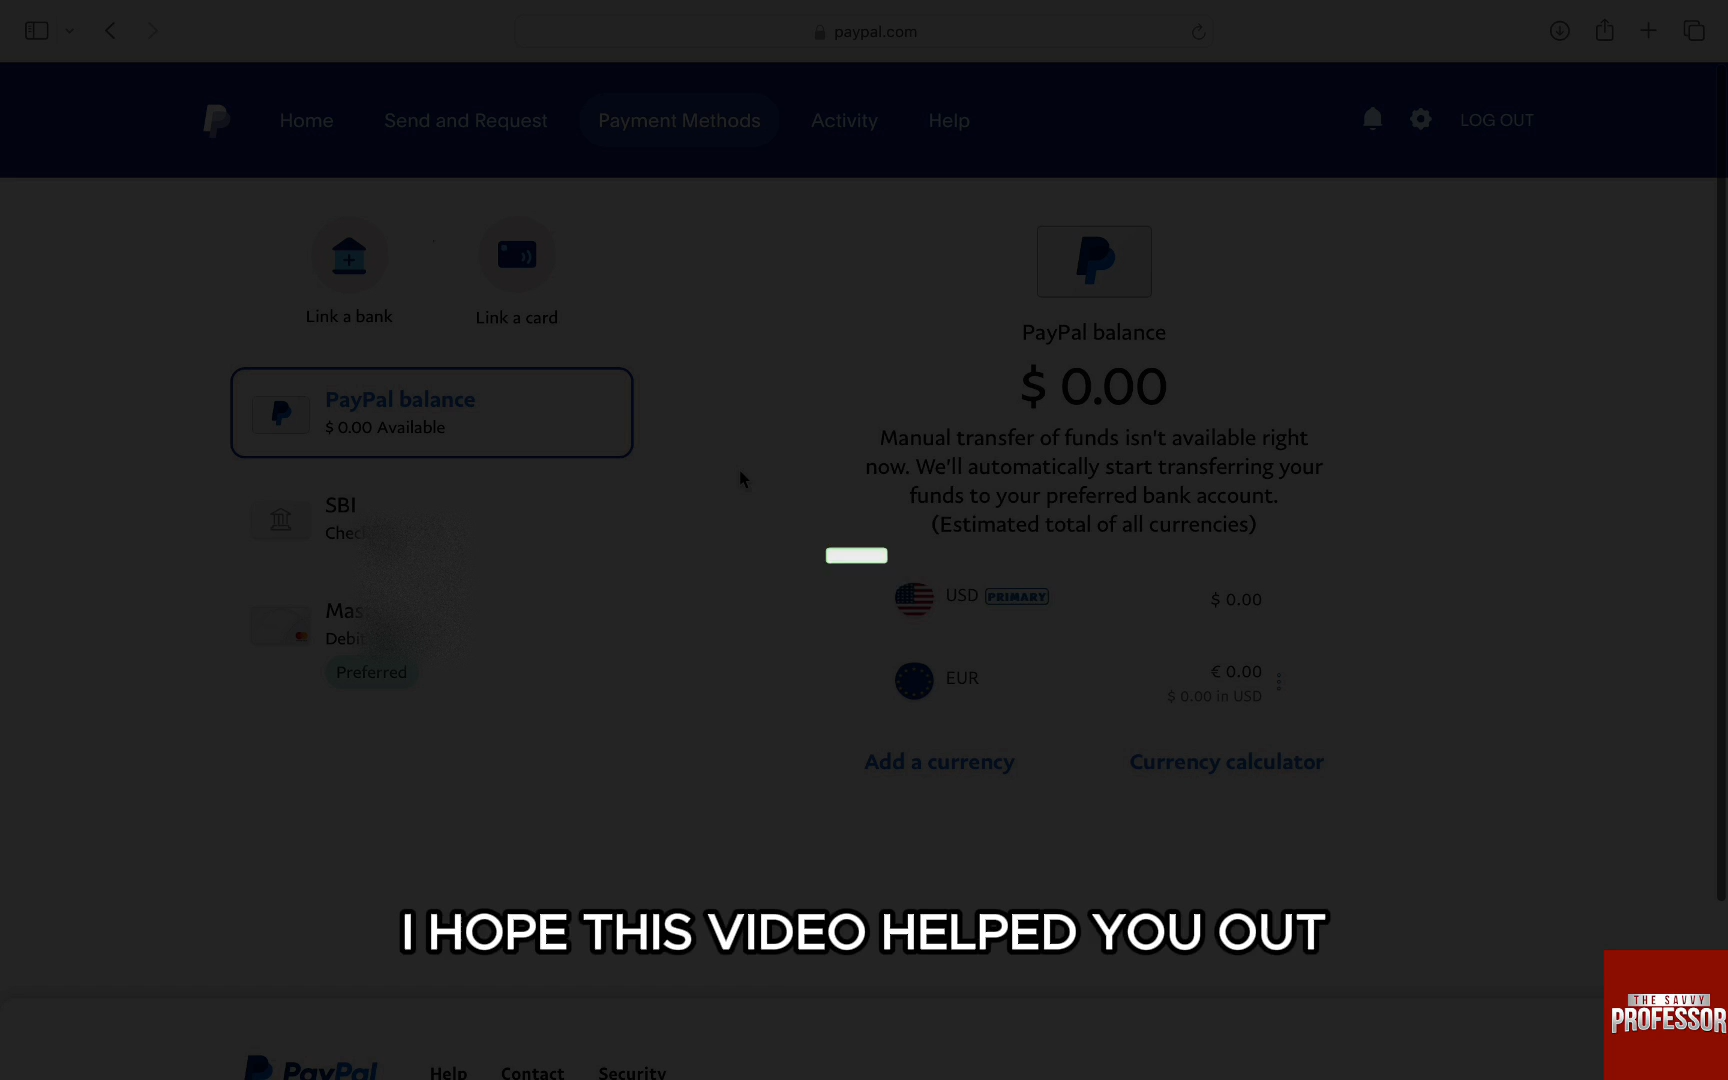 paypal.com
Home
Send and Request
Payment Methods
Activity
Help
LOG OUT
Link a bank
Link a card
PayPal balance
$ 0.00 Available
SBI
Preferred
PayPal balance
$ 0.00
Manual transfer of funds isn't available right
now. We'll automatically start transferring your
funds to your preferred bank account.
(Estimated total of all currencies)
USD PRIMARY
$ 0.00
EUR
€ 0.00
$ 0.00 in USD
Add a currency
Currency calculator
I HOPE THIS VIDEO HELPED YOU OUT
THE SAVVY
PROFESSOR
PayPal
Help
Contact
Security